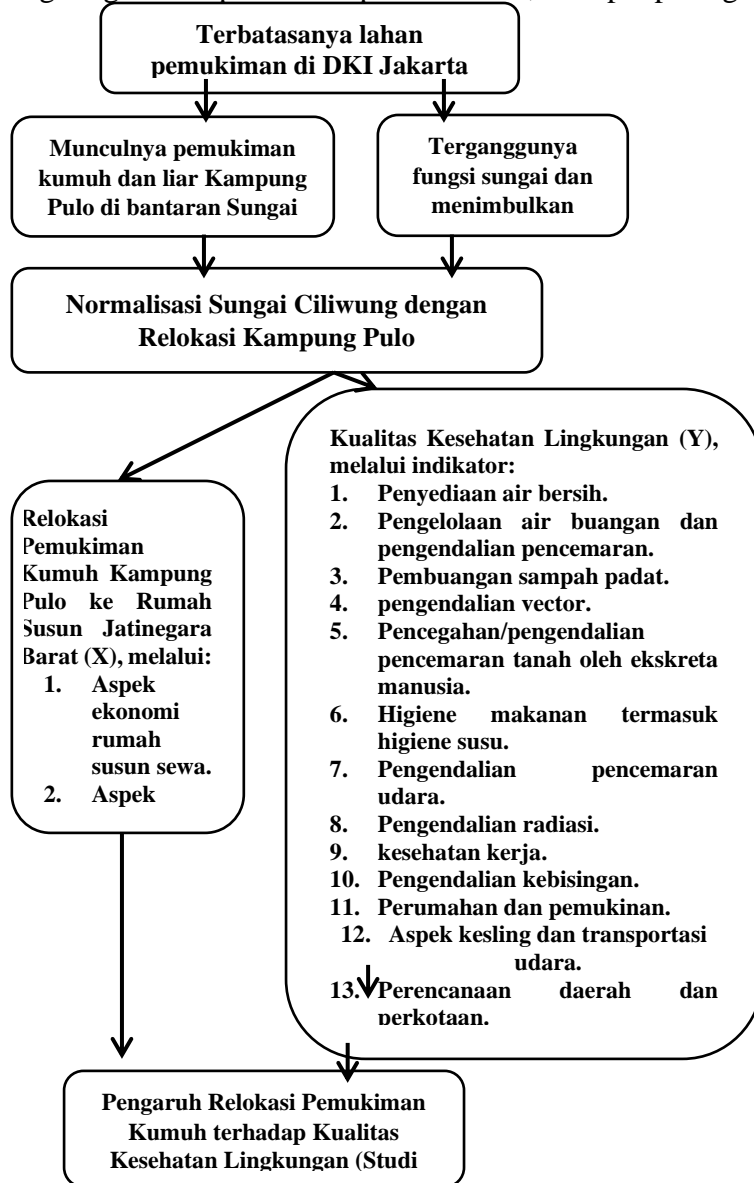 Terbatasanya lahan
pemukiman di DKI Jakarta
Munculnya pemukiman
kumuh dan liar Kampung
Pulo di bantaran Sungai
Terganggunya
fungsi sungai dan
menimbulkan
Normalisasi Sungai Ciliwung dengan
Relokasi Kampung Pulo
Relokasi
Pemukiman
Kumuh Kampung
Pulo ke Rumah
Susun Jatinegara
Barat (X), melalui:
1. Aspek
ekonomi
rumah
susun sewa.
2. Aspek
Kualitas Kesehatan Lingkungan (Y),
melalui indikator:
1. Penyediaan air bersih.
2. Pengelolaan air buangan dan
pengendalian pencemaran.
3. Pembuangan sampah padat.
4. pengendalian vector.
5. Pencegahan/pengendalian
pencemaran tanah oleh ekskreta
manusia.
6. Higiene makanan termasuk
higiene susu.
7. Pengendalian pencemaran
udara.
8. Pengendalian radiasi.
9. kesehatan kerja.
10. Pengendalian kebisingan.
11. Perumahan dan pemukinan.
12. Aspek kesling dan transportasi
udara.
13. Perencanaan daerah dan
perkotaan.
Pengaruh Relokasi Pemukiman
Kumuh terhadap Kualitas
Kesehatan Lingkungan (Studi